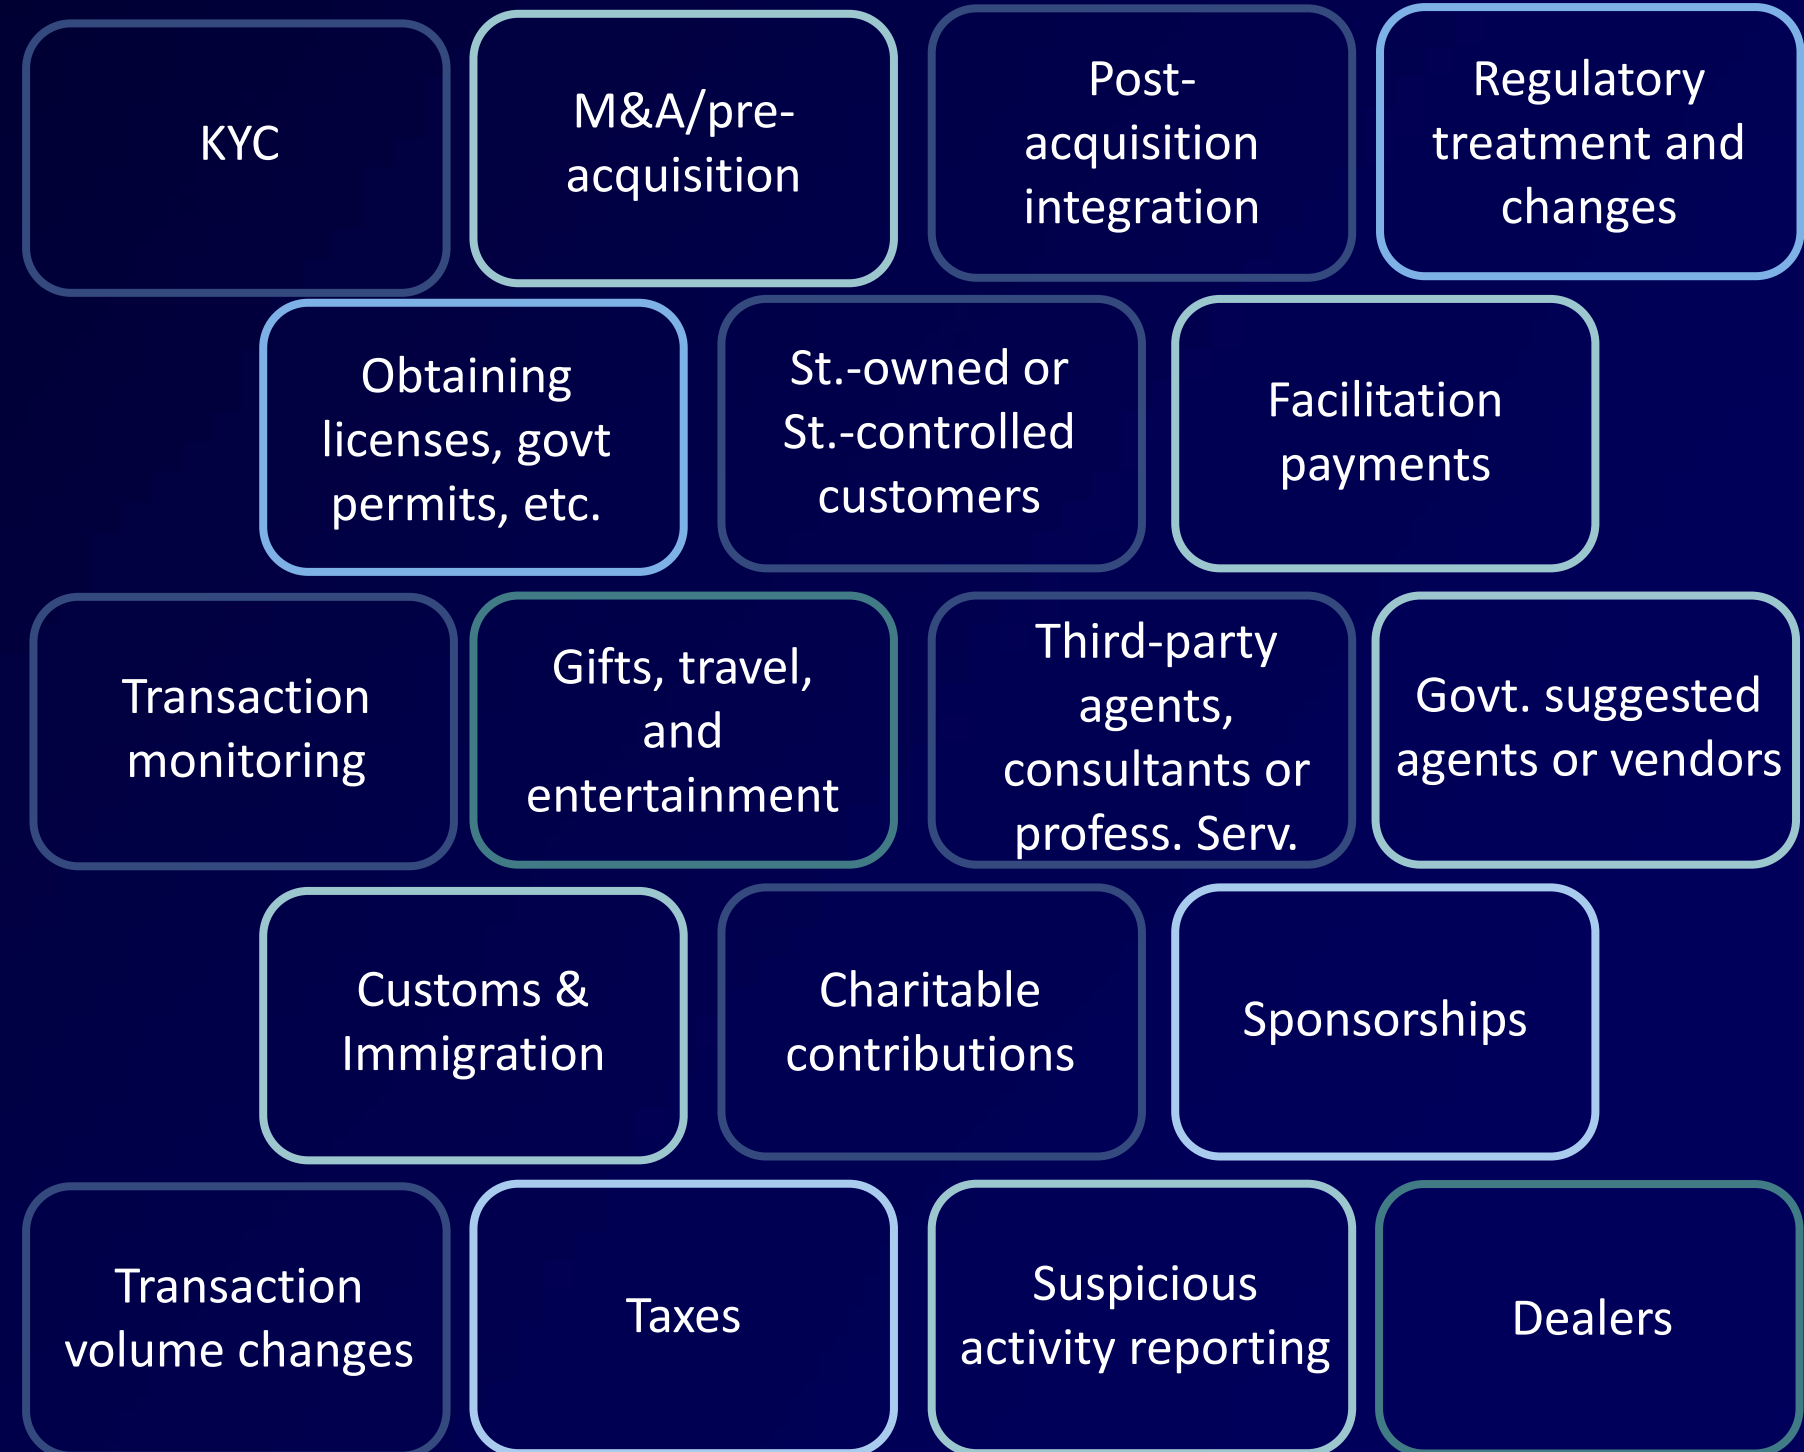 KYC
M&A/pre-
acquisition
Post-
acquisition
integration
Regulatory
treatment and
changes
Obtaining
licenses, govt
permits, etc.
St.-owned or
St.-controlled
customers
Facilitation
payments
Transaction
monitoring
Gifts, travel,
and
entertainment
Third-party
agents,
consultants or
profess. Serv.
Govt. suggested
agents or vendors
Customs &
Immigration
Charitable
contributions
Sponsorships
Transaction
volume changes
Taxes
Suspicious
activity reporting
Dealers